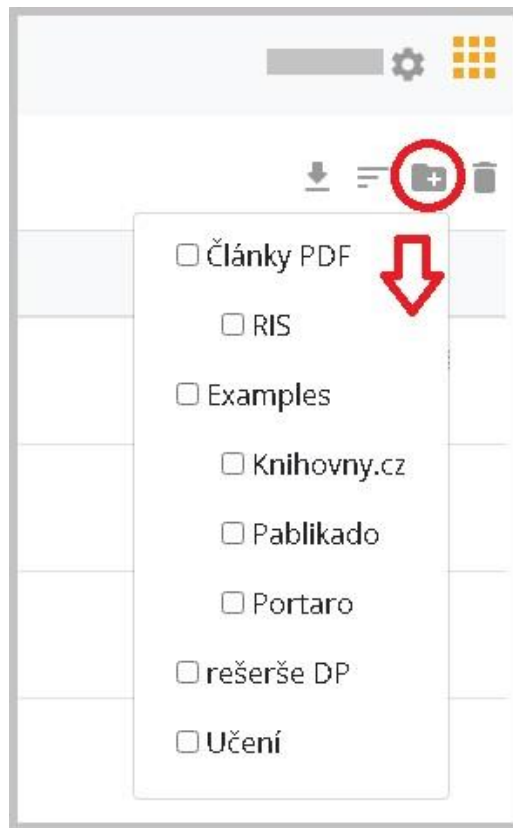 Články PDF
RIS
Examples
Knihovny.cz
Pablikado
Portaro
rešerše DP
Učení